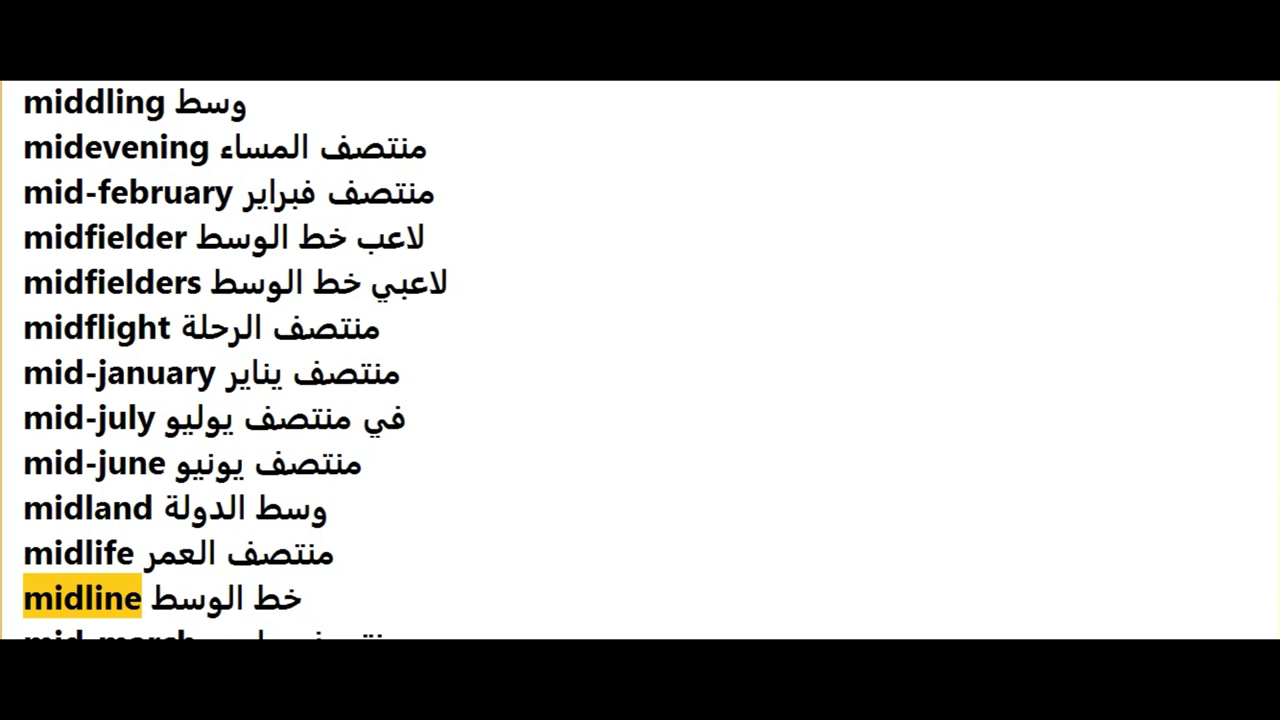 middling وسط
midevening منتصف المساء
mid-february منتصف فبراير
midfielder لاعب خط الوسط
midfielders لاعبي خط الوسط
midflight منتصف الرحلة
mid-january منتصف يناير
mid-july في منتصف يوليو
mid-june منتصف يونيو
midland وسط الدولة
midlife منتصف العمر
midline خط الوسط